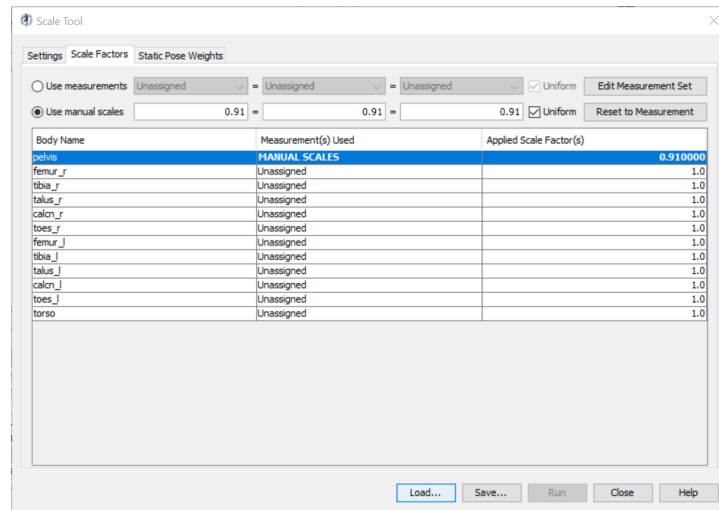 Scale Tool
Settings Scale Factors Static Pose Weights
Use measurements Unassigned = Unassigned = Unassigned Uniform Edit Measurement Set
Use manual scales 0.91 = 0.91 = 0.91 Uniform Reset to Measurement
Body Name Measurement(s) Used Applied Scale Factor(s)
pelvis MANUAL SCALES 0.910000
femur_r Unassigned 1.0
tibia_r Unassigned 1.0
talus_r Unassigned 1.0
calcn_r Unassigned 1.0
toes_r Unassigned 1.0
femur_l Unassigned 1.0
tibia_l Unassigned 1.0
talus_l Unassigned 1.0
calcn_l Unassigned 1.0
toes_l Unassigned 1.0
torso Unassigned 1.0
Load... Save... Run Close Help